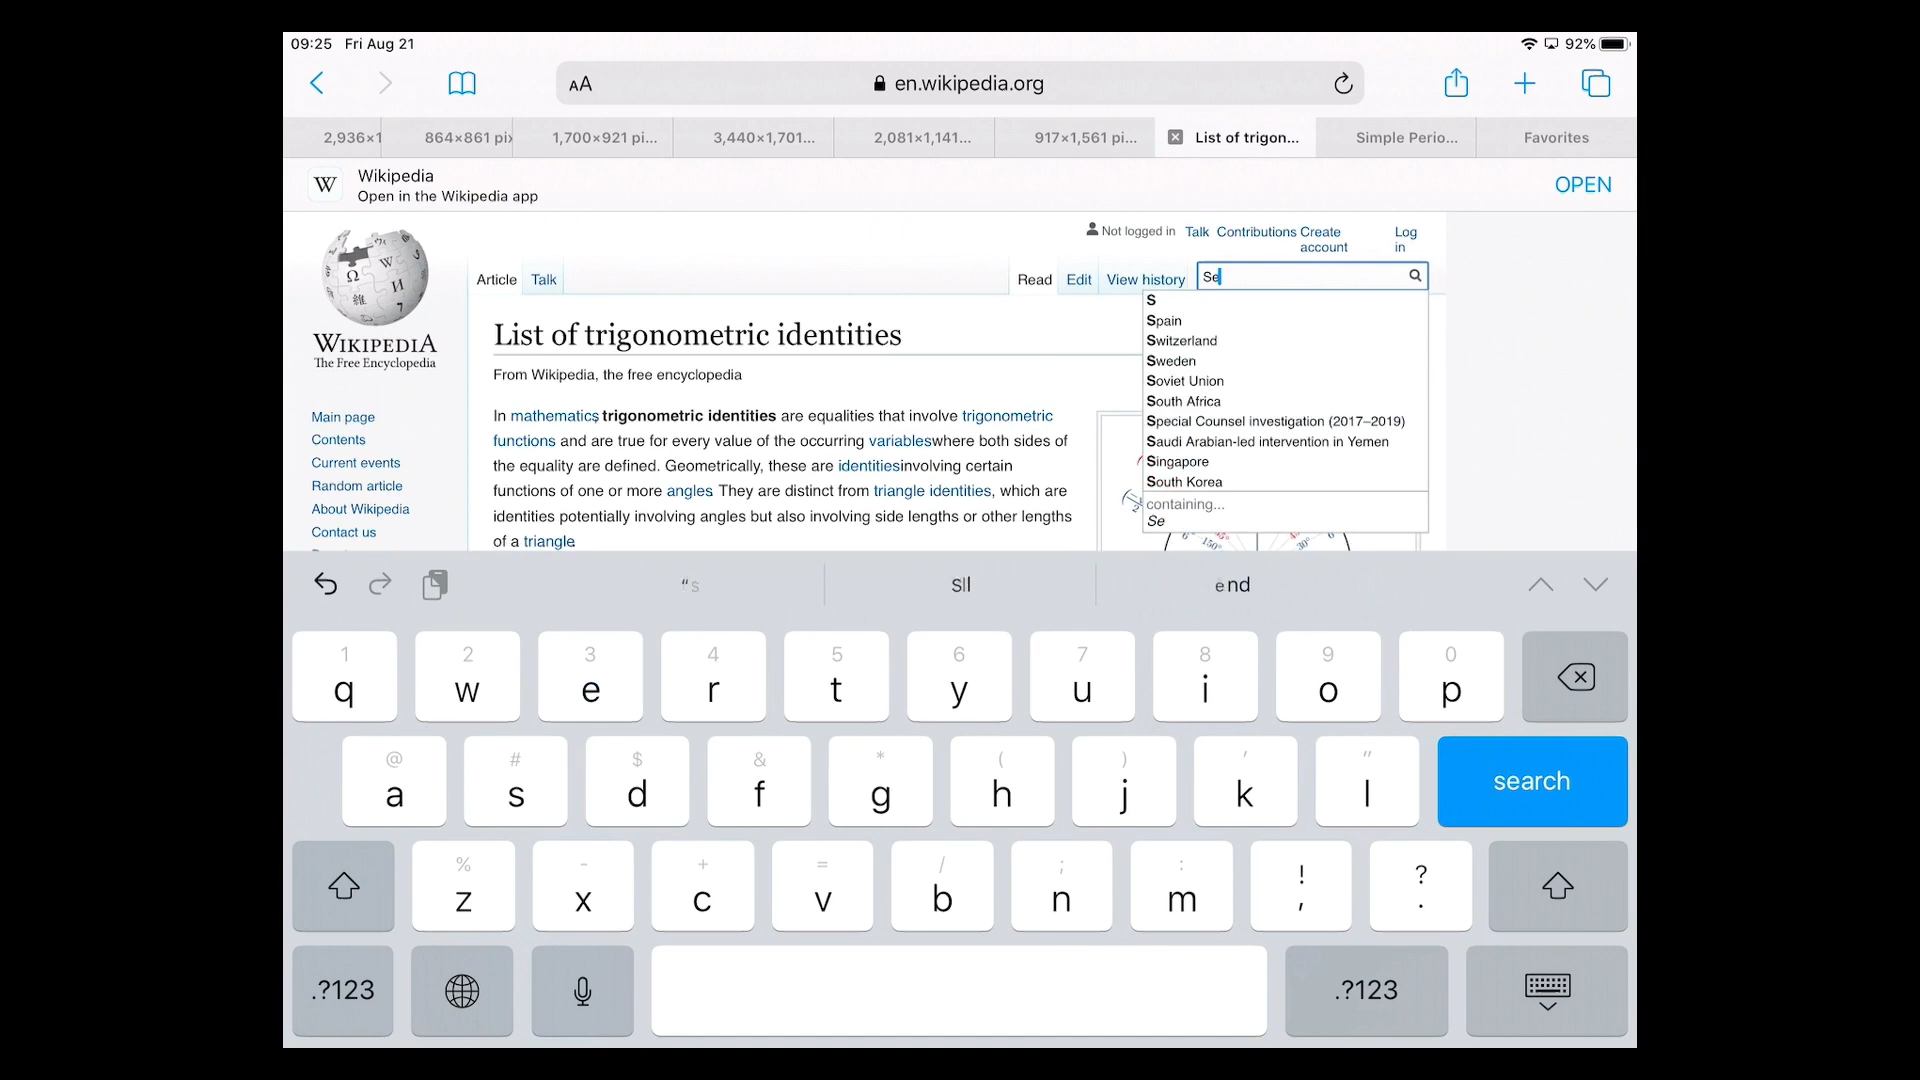 09:25 Fri Aug 21
92%
AA en.wikipedia.org
2,936×1 864×861 pix 1,700×921 pi... 3,440×1,701... 2,081×1,141... 917×1,561 pi... List of trigon... Simple Perio... Favorites
W Wikipedia
Open in the Wikipedia app
OPEN
Not logged in Talk Contributions Create account Log in
Article Talk Read Edit View history Se
WIKIPEDIA
The Free Encyclopedia
Main page
Contents
Current events
Random article
About Wikipedia
Contact us
List of trigonometric identities
From Wikipedia, the free encyclopedia
In mathematics, trigonometric identities are equalities that involve trigonometric
functions and are true for every value of the occurring variableswhere both sides of
the equality are defined. Geometrically, these are identitiesinvolving certain
functions of one or more angles. They are distinct from triangle identities, which are
identities potentially involving angles but also involving side lengths or other lengths
of a triangle.
S
Spain
Switzerland
Sweden
Soviet Union
South Africa
Special Counsel investigation (2017–2019)
Saudi Arabian-led intervention in Yemen
Singapore
South Korea
containing...
Se
150° 30°
"s end
1 2 3 4 5 6 7 8 9 0
q w e r t y u i o p
@ # $ & * ( ) ' "
a s d f g h j k l search
% - + = / ; : ! ?
z x c v b n m , .
.?123 .?123